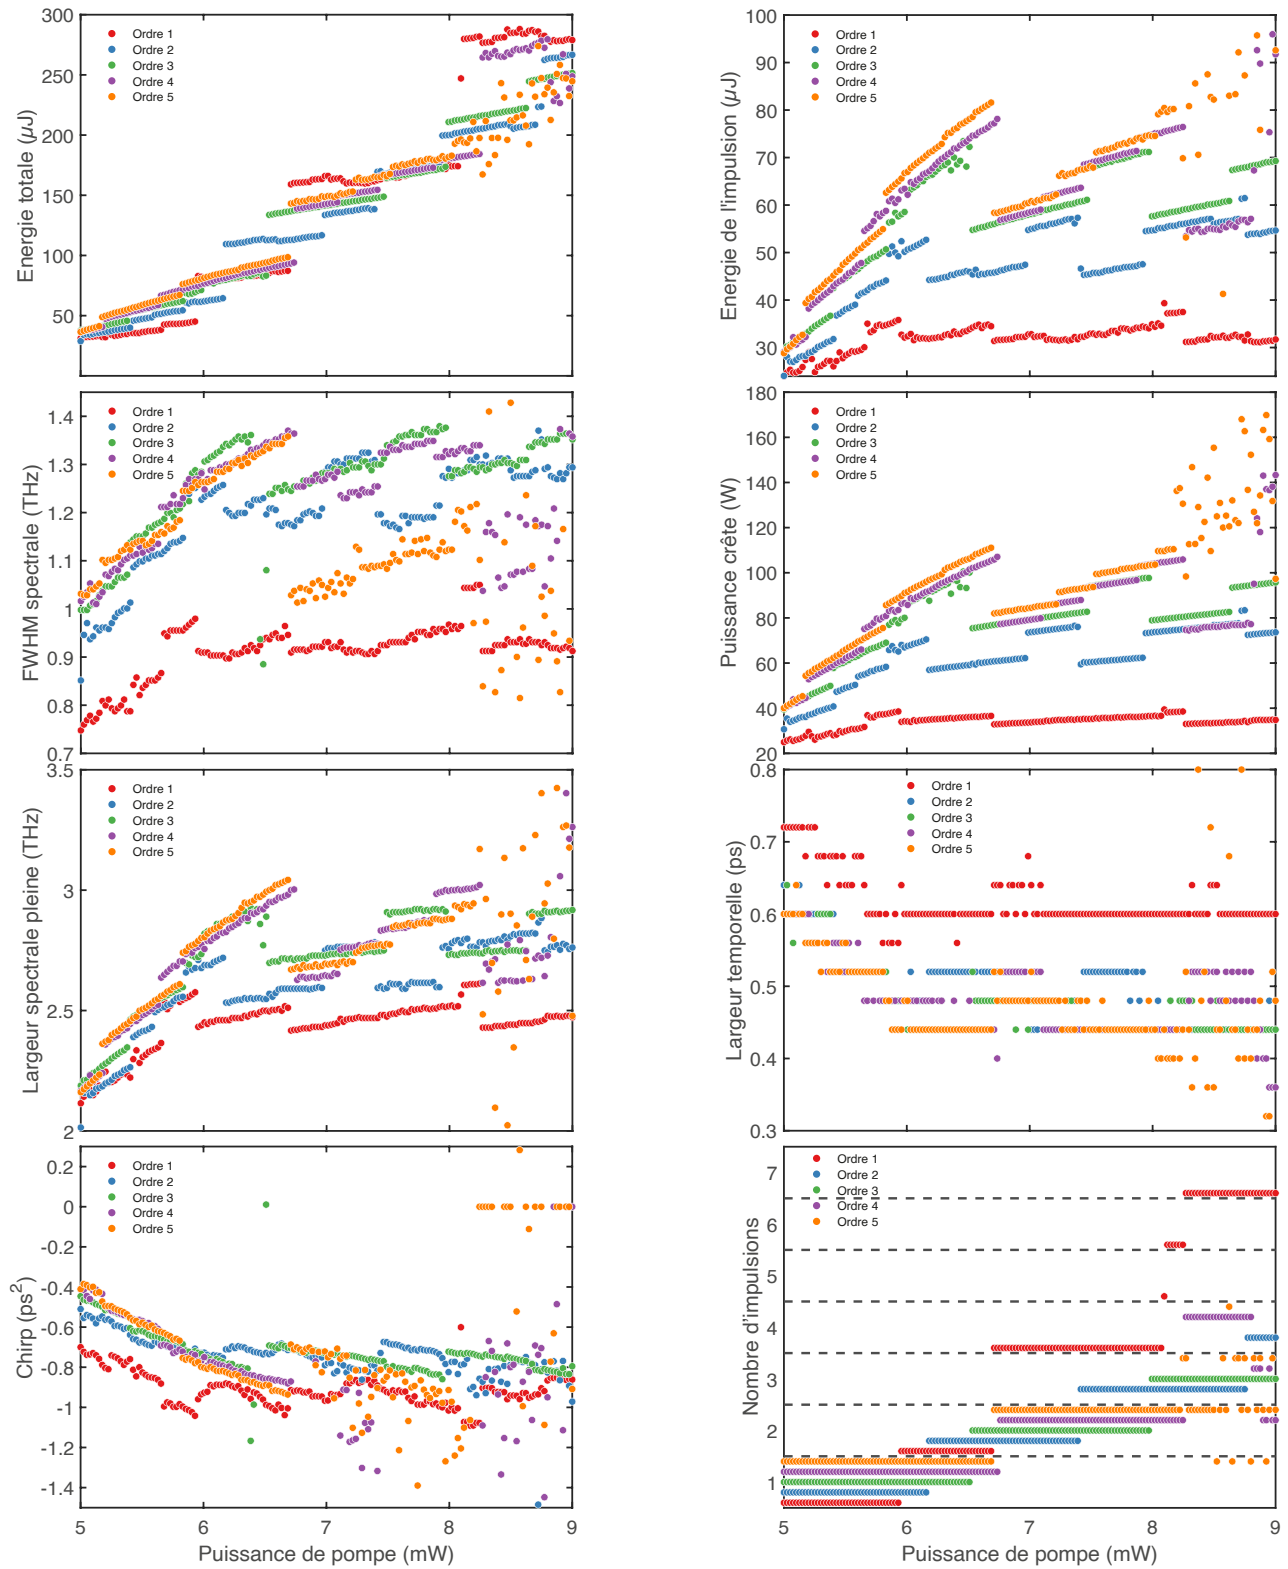 Energie totale (µJ)
300
250
200
150
100
50
Ordre 1
Ordre 2
Ordre 3
Ordre 4
Ordre 5
Energie de l'impulsion (µJ)
100
90
80
70
60
50
40
30
Ordre 1
Ordre 2
Ordre 3
Ordre 4
Ordre 5
FWHM spectrale (THz)
1.4
1.3
1.2
1.1
1
0.9
0.8
0.7
Ordre 1
Ordre 2
Ordre 3
Ordre 4
Ordre 5
Puissance crête (W)
180
160
140
120
100
80
60
40
20
Ordre 1
Ordre 2
Ordre 3
Ordre 4
Ordre 5
Largeur spectrale pleine (THz)
3.5
3
2.5
2
Ordre 1
Ordre 2
Ordre 3
Ordre 4
Ordre 5
Largeur temporelle (ps)
0.8
0.7
0.6
0.5
0.4
0.3
Ordre 1
Ordre 2
Ordre 3
Ordre 4
Ordre 5
Chirp (ps²)
0.2
0
-0.2
-0.4
-0.6
-0.8
-1
-1.2
-1.4
Ordre 1
Ordre 2
Ordre 3
Ordre 4
Ordre 5
5 6 7 8 9
Puissance de pompe (mW)
Nombre d'impulsions
7
6
5
4
3
2
1
Ordre 1
Ordre 2
Ordre 3
Ordre 4
Ordre 5
5 6 7 8 9
Puissance de pompe (mW)